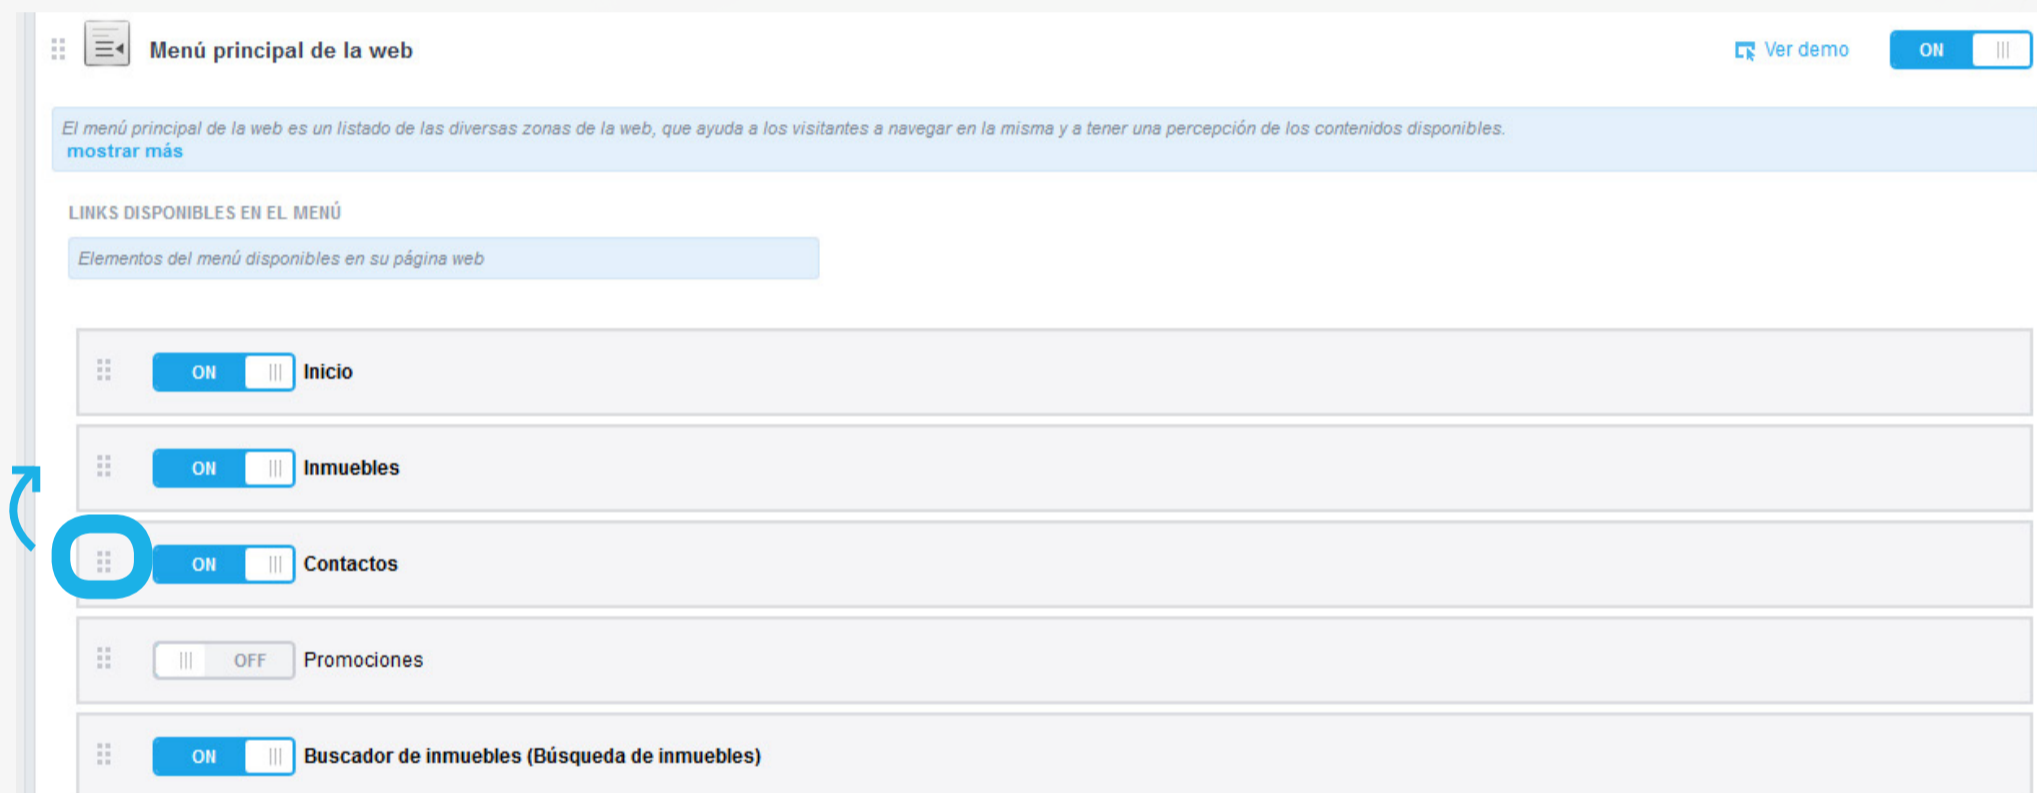 Menú principal de la web
Ver demo
ON
El menú principal de la web es un listado de las diversas zonas de la web, que ayuda a los visitantes a navegar en la misma y a tener una percepción de los contenidos disponibles.
mostrar más
LINKS DISPONIBLES EN EL MENÚ
Elementos del menú disponibles en su página web
ON Inicio
ON Inmuebles
ON Contactos
OFF Promociones
ON Buscador de inmuebles (Búsqueda de inmuebles)